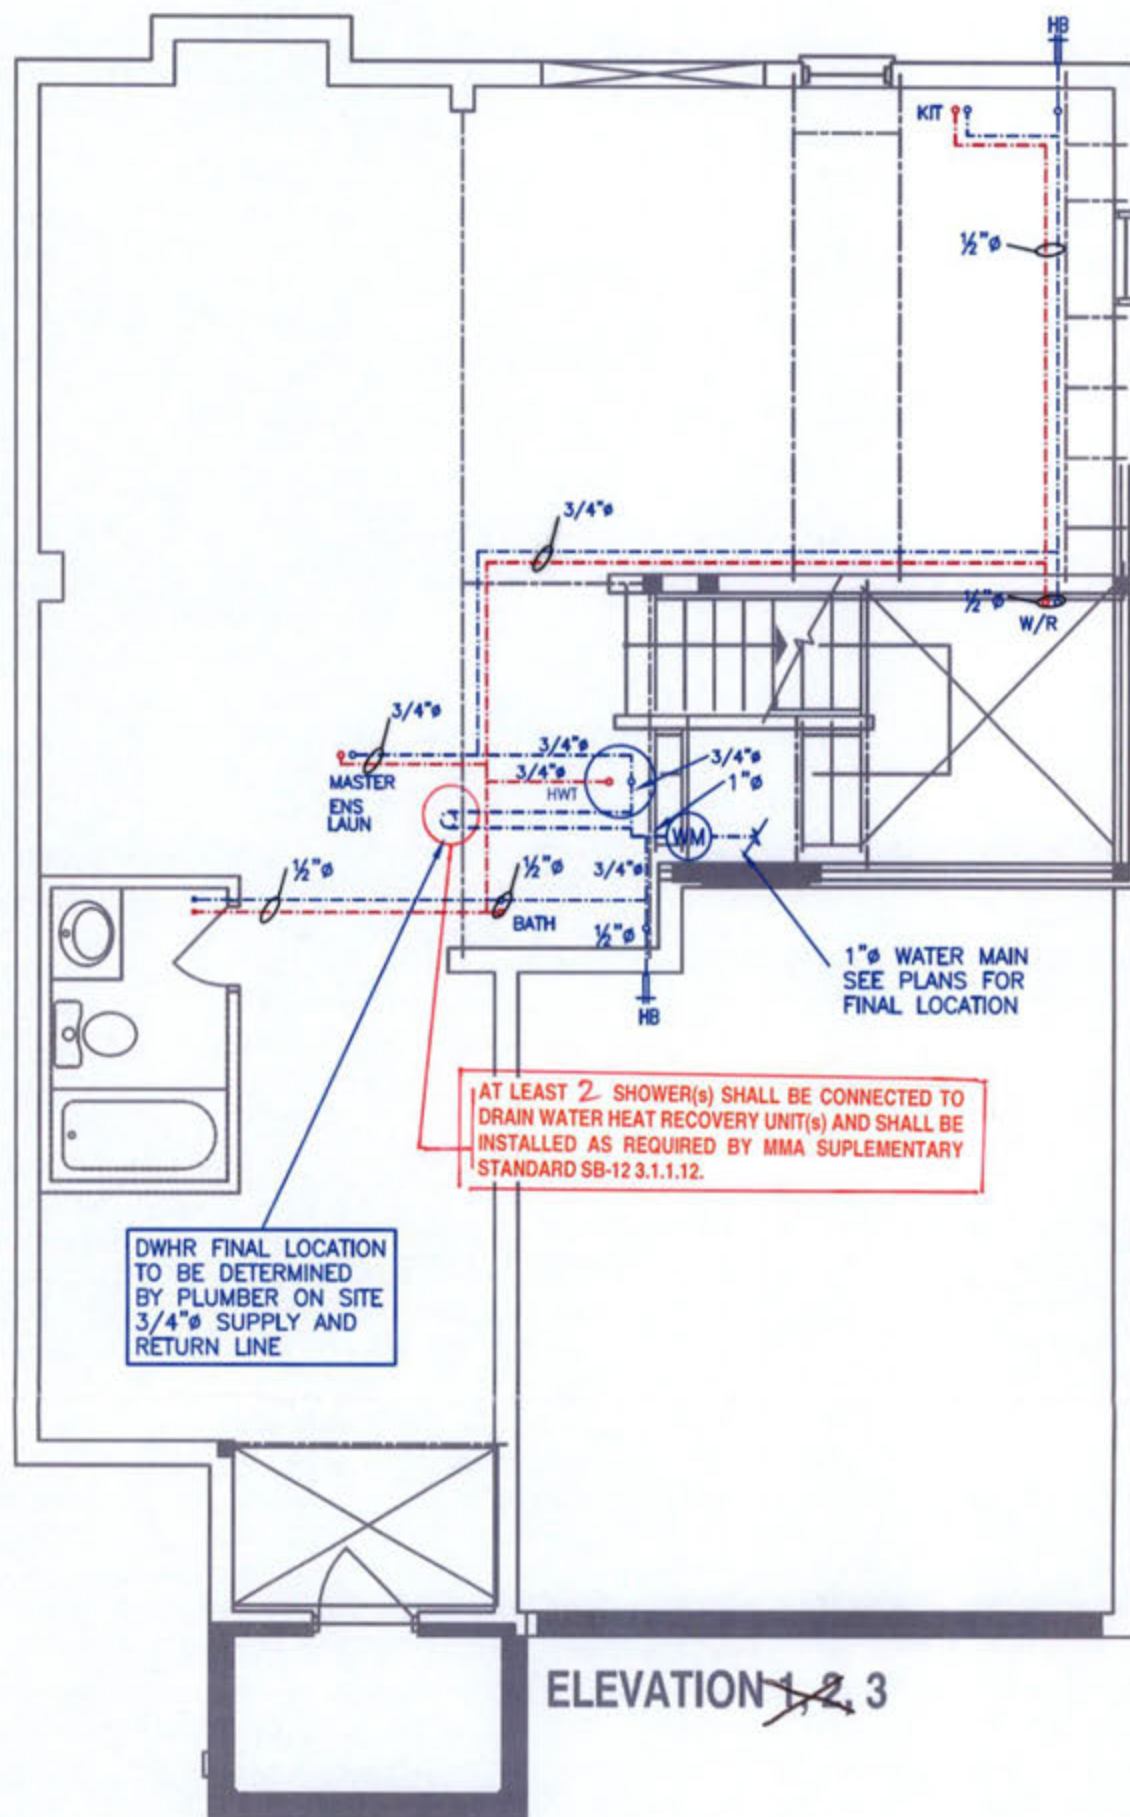 HB
KIT
½"ø
3/4"ø
½"ø
W/R
3/4"ø
3/4"ø
3/4"ø
3/4"ø
HWT
1"ø
MASTER
ENS
LAUN
WM
½"ø
½"ø
3/4"ø
BATH
½"ø
HB
1"ø WATER MAIN
SEE PLANS FOR
FINAL LOCATION
AT LEAST 2 SHOWER(s) SHALL BE CONNECTED TO
DRAIN WATER HEAT RECOVERY UNIT(s) AND SHALL BE
INSTALLED AS REQUIRED BY MMA SUPLEMENTARY
STANDARD SB-12 3.1.1.12.
DWHR FINAL LOCATION
TO BE DETERMINED
BY PLUMBER ON SITE
3/4"ø SUPPLY AND
RETURN LINE
ELEVATION 1, 2, 3